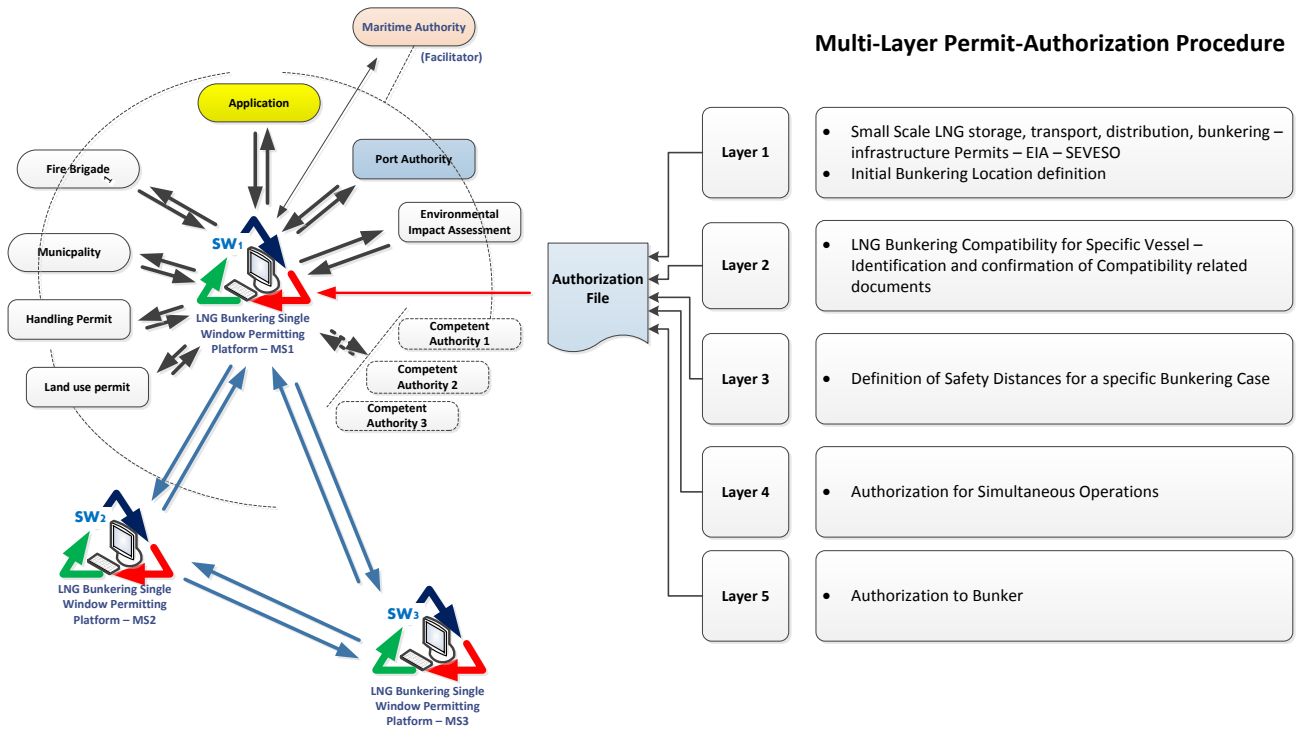 Maritime Authority
(Facilitator)
Multi-Layer Permit-Authorization Procedure
Application
Fire Brigade
1
Port Authority
Environmental
Impact Assessment
Municpality
SW1
Handling Permit
LNG Bunkering Single
Window Permitting
Platform – MS1
Land use permit
Competent
Authority 1
Competent
Authority 2
Competent
Authority 3
SW2
LNG Bunkering Single
Window Permitting
Platform – MS2
SW3
LNG Bunkering Single
Window Permitting
Platform – MS3
Authorization
File
Layer 1
• Small Scale LNG storage, transport, distribution, bunkering –
infrastructure Permits – EIA – SEVESO
• Initial Bunkering Location definition
Layer 2
• LNG Bunkering Compatibility for Specific Vessel –
Identification and confirmation of Compatibility related
documents
Layer 3
• Definition of Safety Distances for a specific Bunkering Case
Layer 4
• Authorization for Simultaneous Operations
Layer 5
• Authorization to Bunker